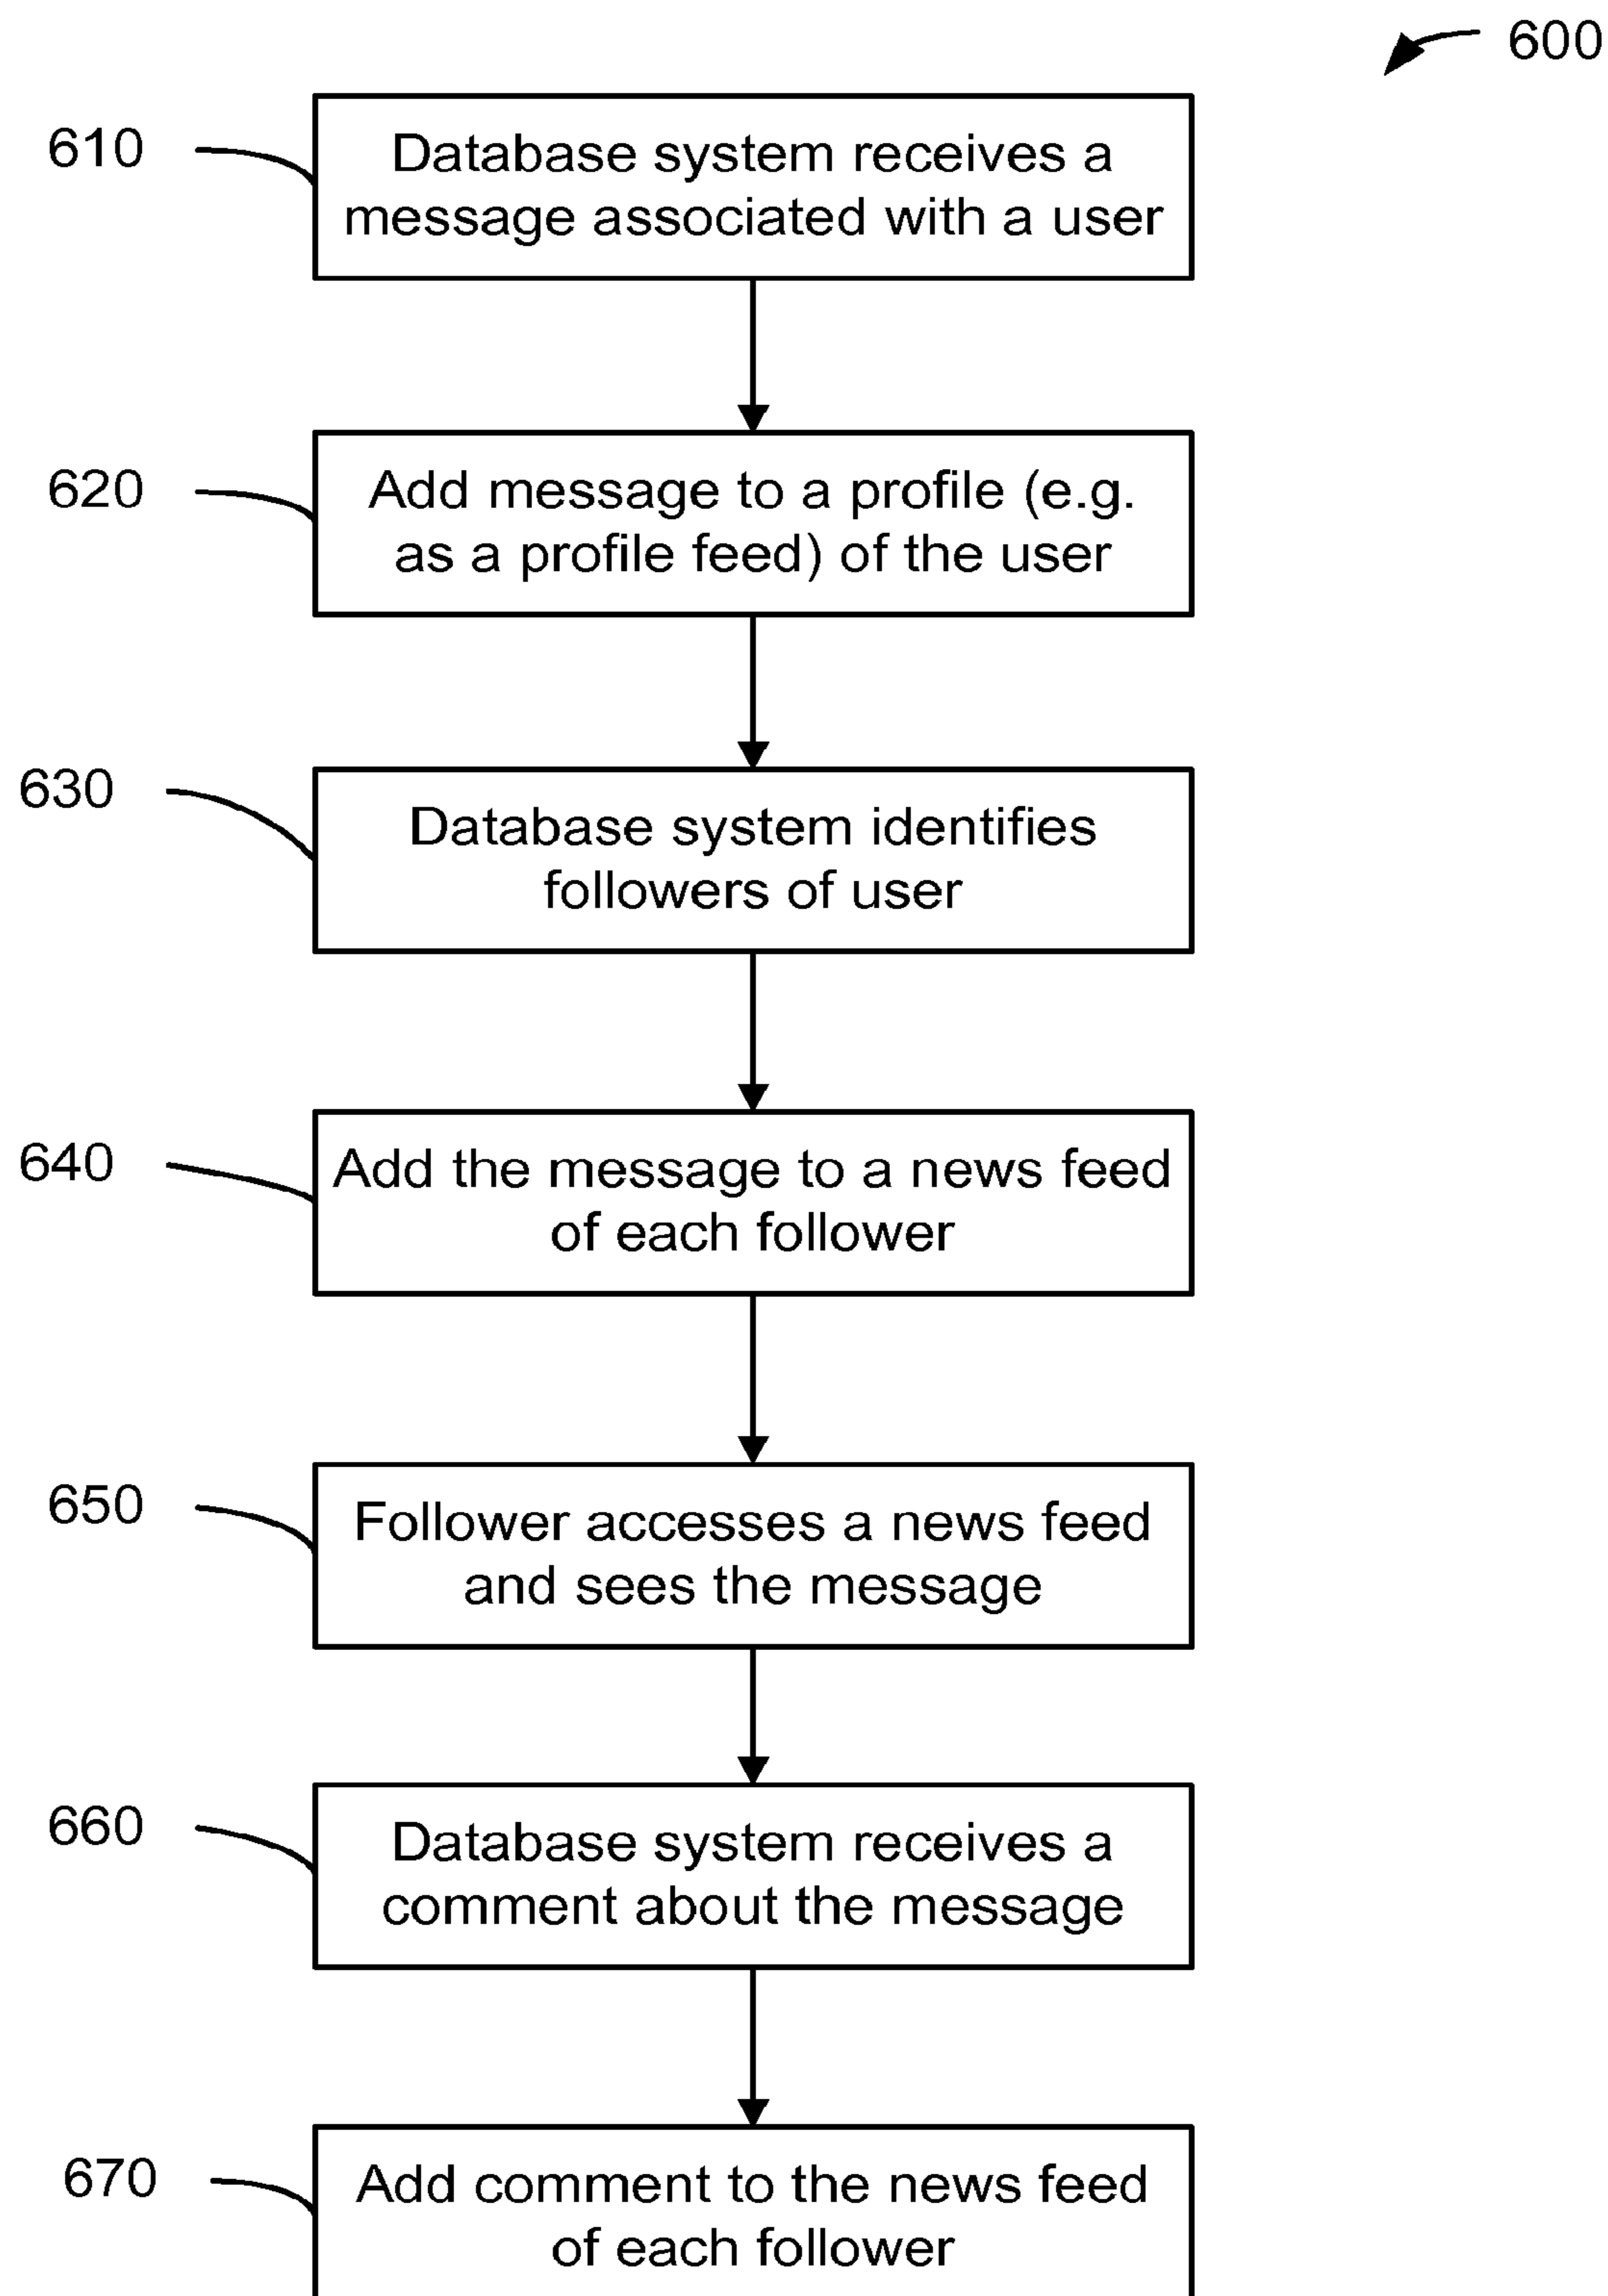 600
610
Database system receives a
message associated with a user
620
Add message to a profile (e.g.
as a profile feed) of the user
630
Database system identifies
followers of user
640
Add the message to a news feed
of each follower
650
Follower accesses a news feed
and sees the message
660
Database system receives a
comment about the message
670
Add comment to the news feed
of each follower